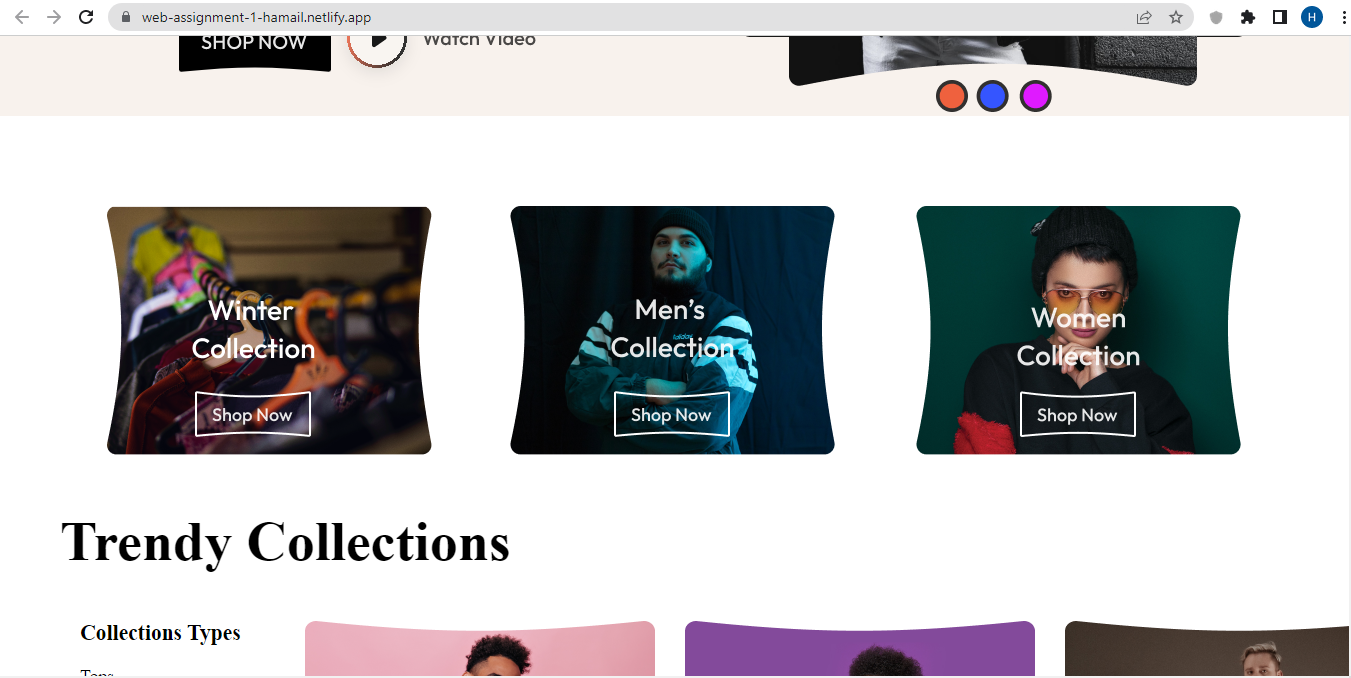 web-assignment-1-hamail.netlify.app
H
SHOP NOW
Watch Video
Winter
Collection
Shop Now
Men’s
Collection
adidas
Shop Now
Women
Collection
Shop Now
Trendy Collections
Collections Types
Tops